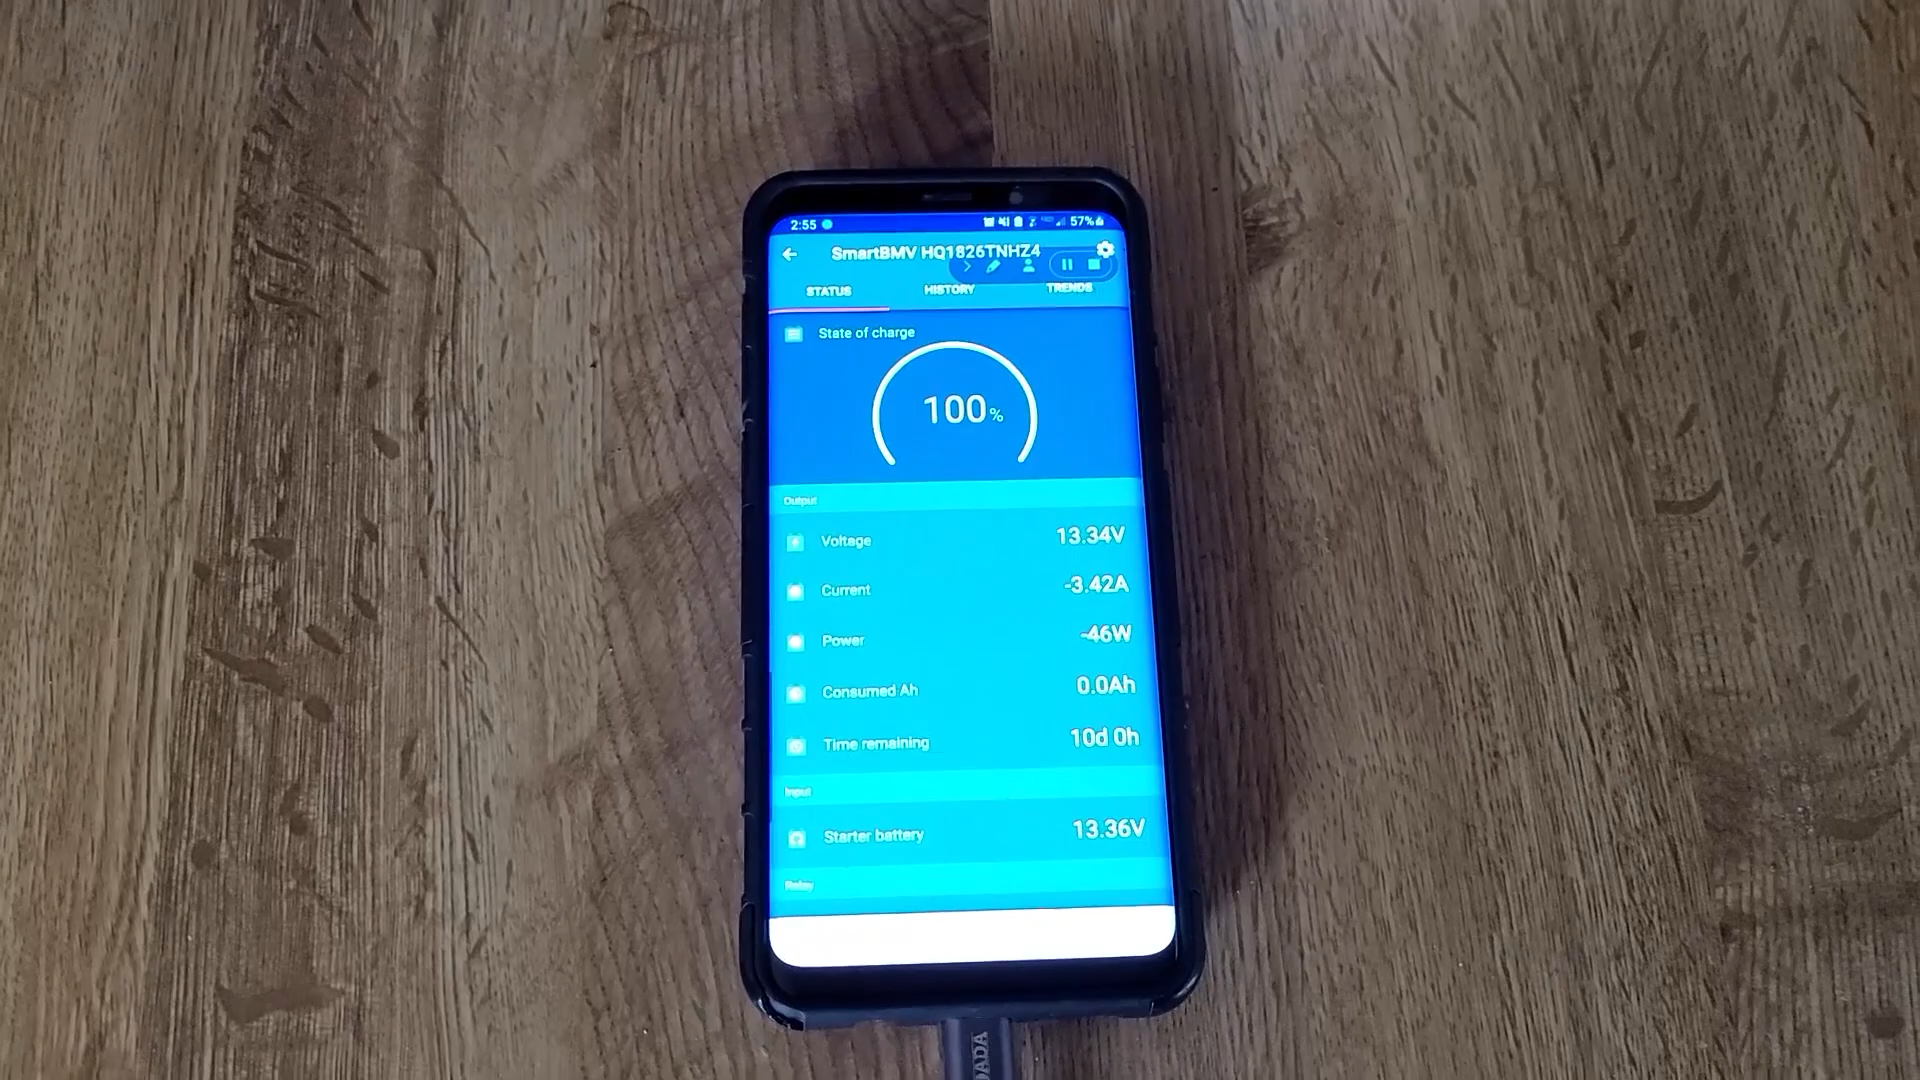 2:55 57%
SmartBMV HQ1826TNHZ4
STATUS HISTORY TRENDS
State of charge
100%
Output
Voltage 13.34V
Current -3.42A
Power -46W
Consumed Ah 0.0Ah
Time remaining 10d 0h
Input
Starter battery 13.36V
Relay